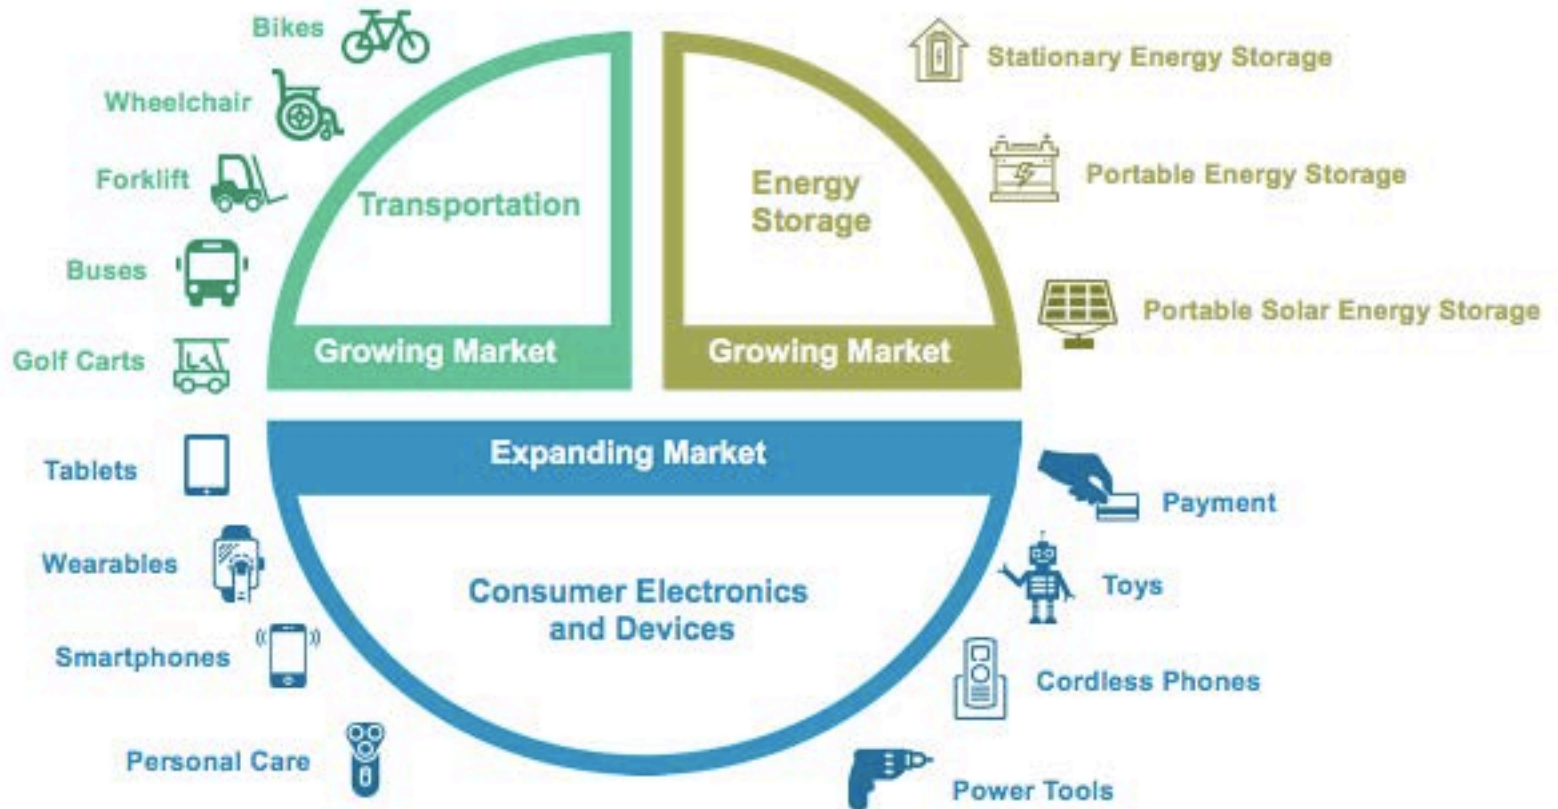 Bikes
Wheelchair
Forklift
Buses
Golf Carts
Transportation
Growing Market
Energy
Storage
Growing Market
Stationary Energy Storage
Portable Energy Storage
Portable Solar Energy Storage
Expanding Market
Consumer Electronics
and Devices
Tablets
Wearables
Smartphones
Personal Care
Payment
Toys
Cordless Phones
Power Tools